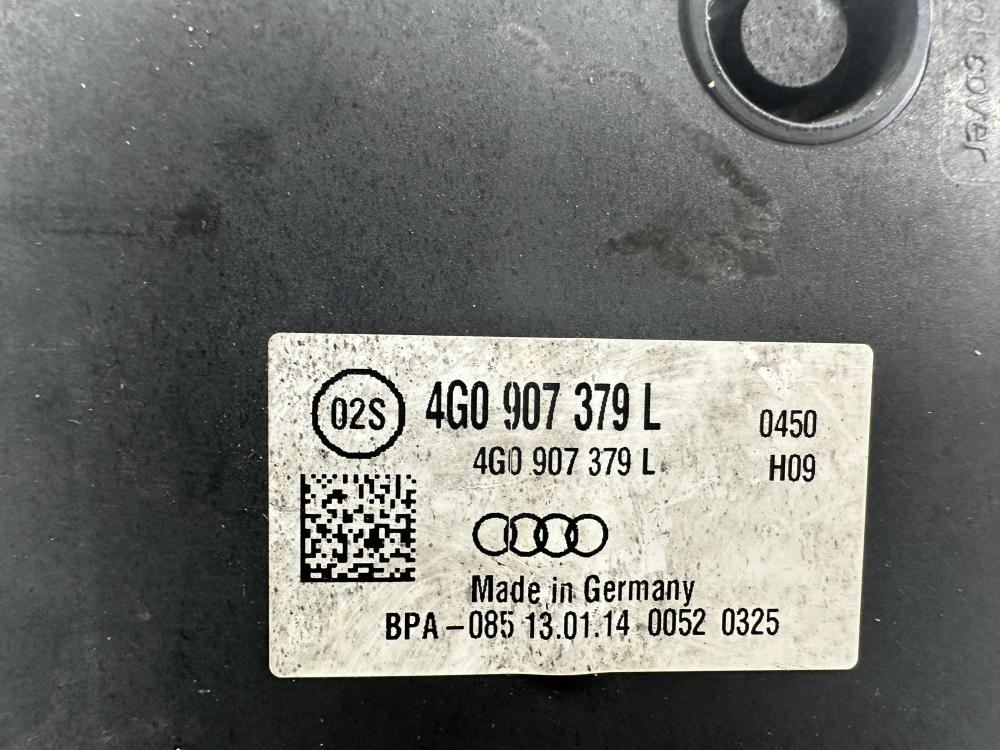 cover
02S
4G0 907 379 L
0450
4G0 907 379 L
H09
Made in Germany
BPA-085 13.01.14 0052 0325